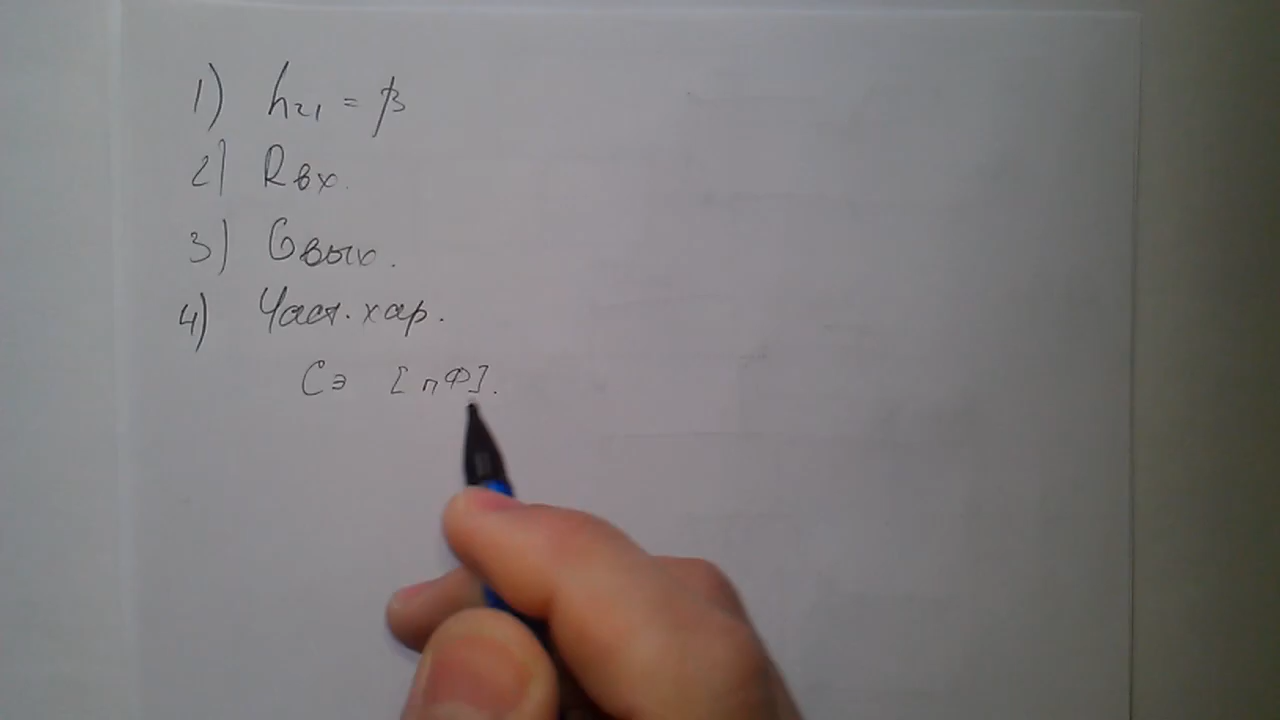 1) h21 = β
2) Rвх.
3) Gвых.
4) Част. хар.
Cэ [пФ].